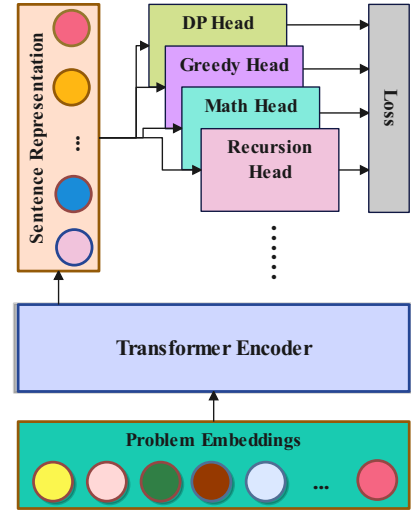 DP Head
Greedy Head
Math Head
Recursion
Head
Loss
Sentence Representation
...
Transformer Encoder
Problem Embeddings
...